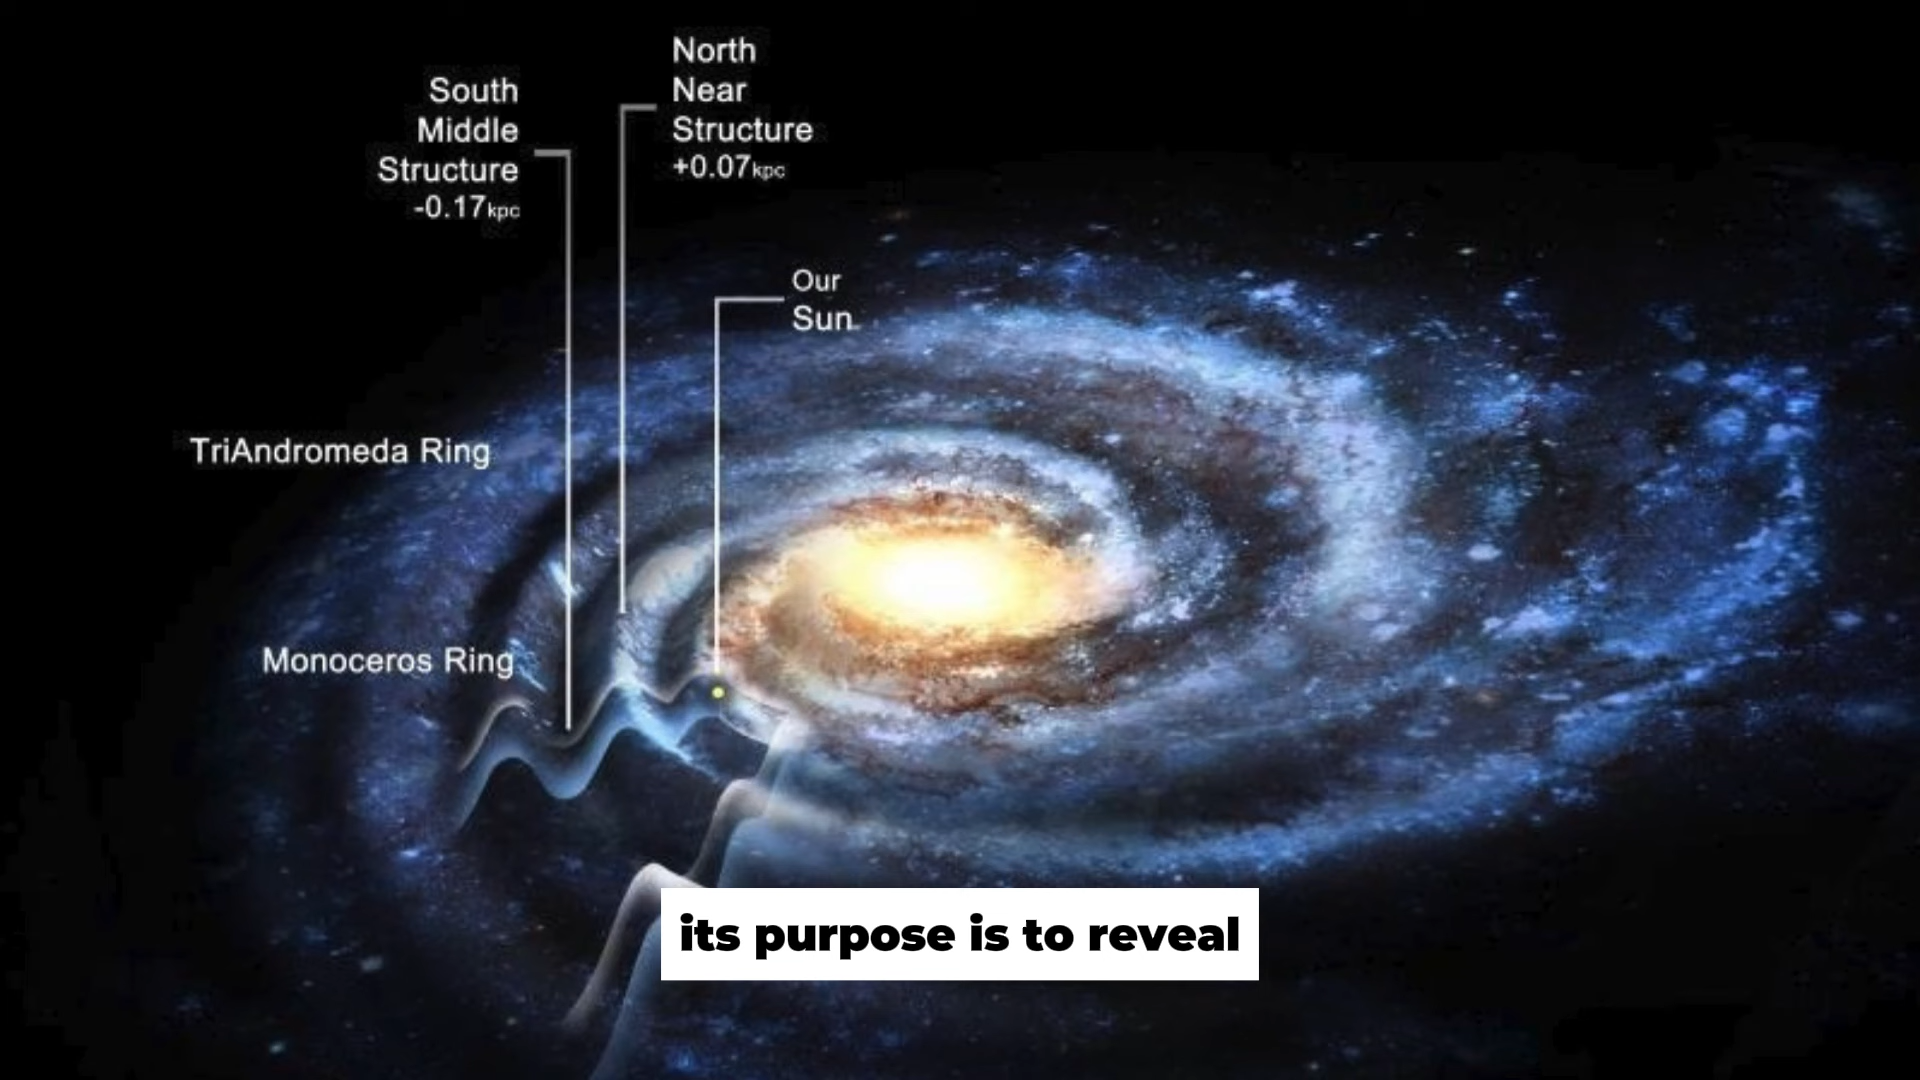 North
Near
Structure
+0.07kpc
South
Middle
Structure
-0.17kpc
Our
Sun
TriAndromeda Ring
Monoceros Ring
its purpose is to reveal